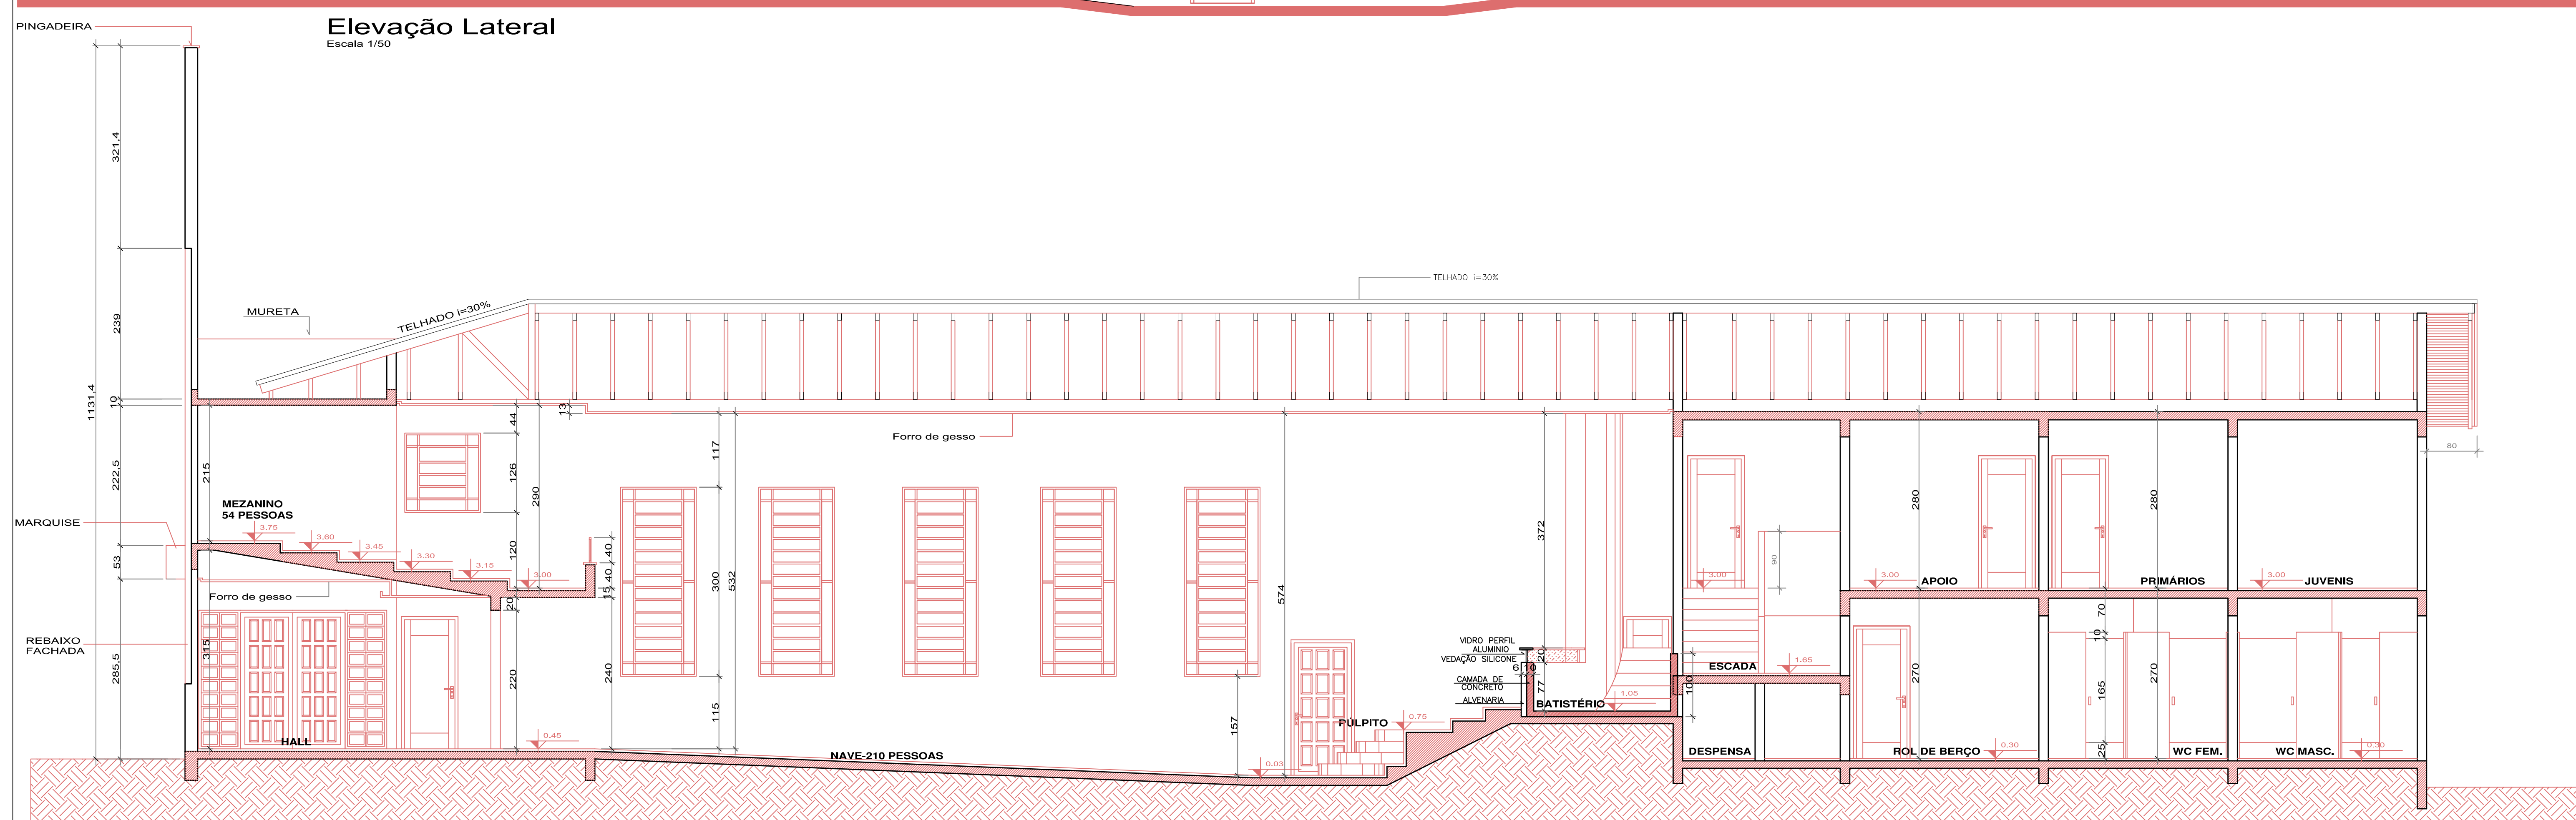 Elevação Lateral
Escala 1/50
PINGADEIRA
321,4
239
10
1131,4
222,5
53
285,5
MURETA
TELHADO i=30%
TELHADO i=30%
MARQUISE
REBAIXO
FACHADA
215
315
MEZANINO
54 PESSOAS
3.75
3.60
3.45
3.30
3.15
3.00
Forro de gesso
HALL
44
126
120
20
220
290
13
40
40
15
240
0.45
117
300
115
532
Forro de gesso
NAVE-210 PESSOAS
157
574
0.03
PÚLPITO
0.75
372
20
77
6
10
VIDRO PERFIL
ALUMINIO
VEDAÇÃO SILICONE
CAMADA DE
CONCRETO
ALVENARIA
BATISTÉRIO
1.05
100
3.00
90
ESCADA
1.65
DESPENSA
280
3.00
APOIO
270
ROL DE BERÇO
0.30
280
PRIMÁRIOS
3.00
JUVENIS
70
10
165
25
270
WC FEM.
WC MASC.
0.30
80